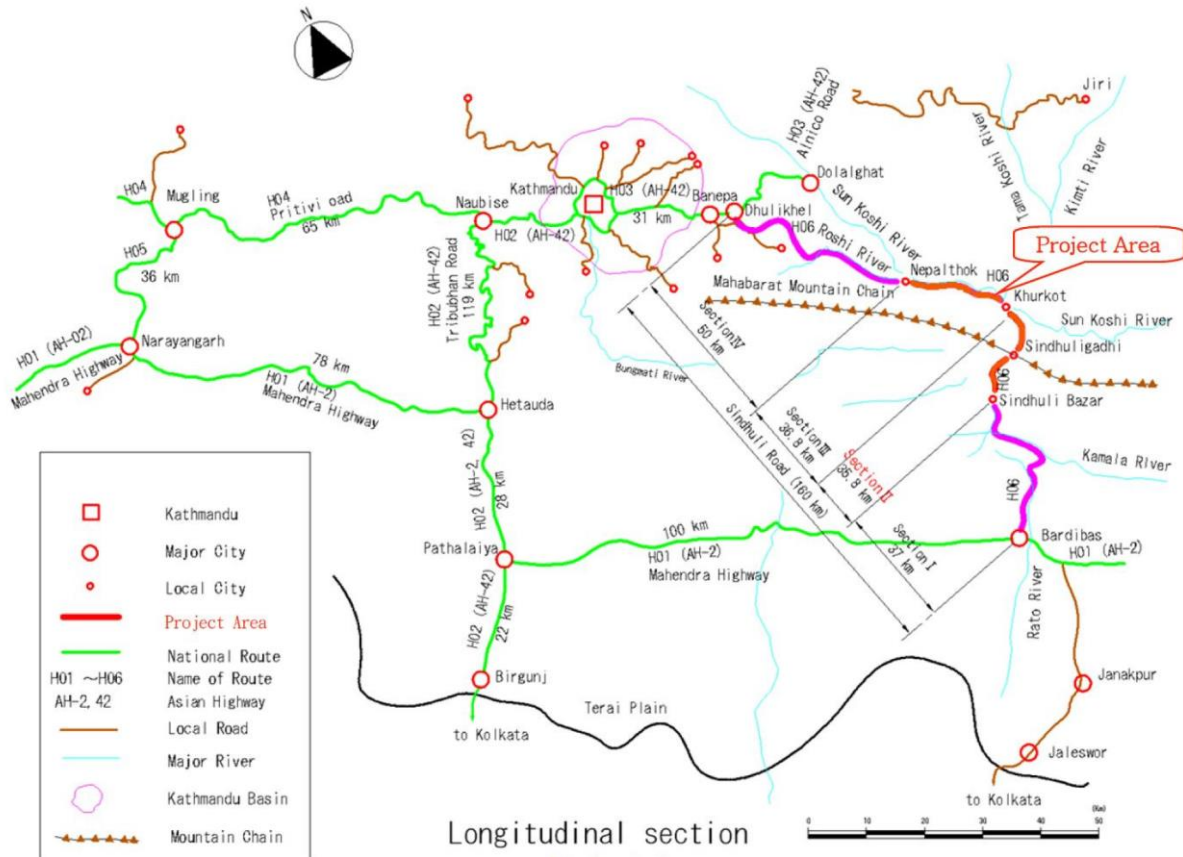 N
Jiri
H03 (AH-42)
Alnico Road
Tama Koshi River
Kimti River
H04
Mugling
H04
Pritivi oad
65 km
Naubise
Kathmandu
H03 (AH-42)
Banepa
31 km
Dolalghat
Dhulikhel
Sun Koshi River
H02 (AH-42)
H06
Roshi River
Project Area
H05
36 km
Nepalthok
H06
Mahabarat Mountain Chain
Khurkot
Sun Koshi River
H02 (AH-42)
Tribubhan Road
119 km
Section Ⅳ
50 km
Sindhuligadhi
H01 (AH-02)
Mahendra Highway
Narayangarh
78 km
H01 (AH-2)
Mahendra Highway
Bungmati River
H06
Sindhuli Bazar
Hetauda
Section Ⅲ
36.8 km
Section Ⅱ
35.8 km
Sindhuli Road (160 km)
Kamala River
H06
H02 (AH-2, 42)
28 km
100 km
H01 (AH-2)
Mahendra Highway
Section Ⅰ
37 km
Bardibas
H01 (AH-2)
Pathalaiya
H02 (AH-42)
22 km
Rato River
Birgunj
to Kolkata
Terai Plain
Janakpur
Jaleswor
to Kolkata
Kathmandu
Major City
Local City
Project Area
National Route
H01 ～H06 Name of Route
AH-2, 42 Asian Highway
Local Road
Major River
Kathmandu Basin
Mountain Chain
Longitudinal section
(Km)
0 10 20 30 40 50